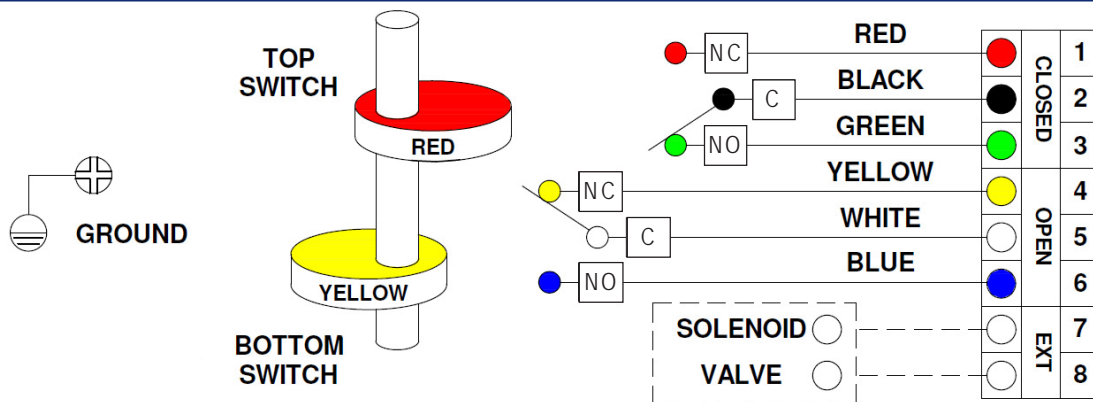 TOP
SWITCH
RED
GROUND
YELLOW
BOTTOM
SWITCH
NC RED 1
C BLACK 2
NO GREEN 3
CLOSED
NC YELLOW 4
C WHITE 5
NO BLUE 6
OPEN
SOLENOID 7
VALVE 8
EXT